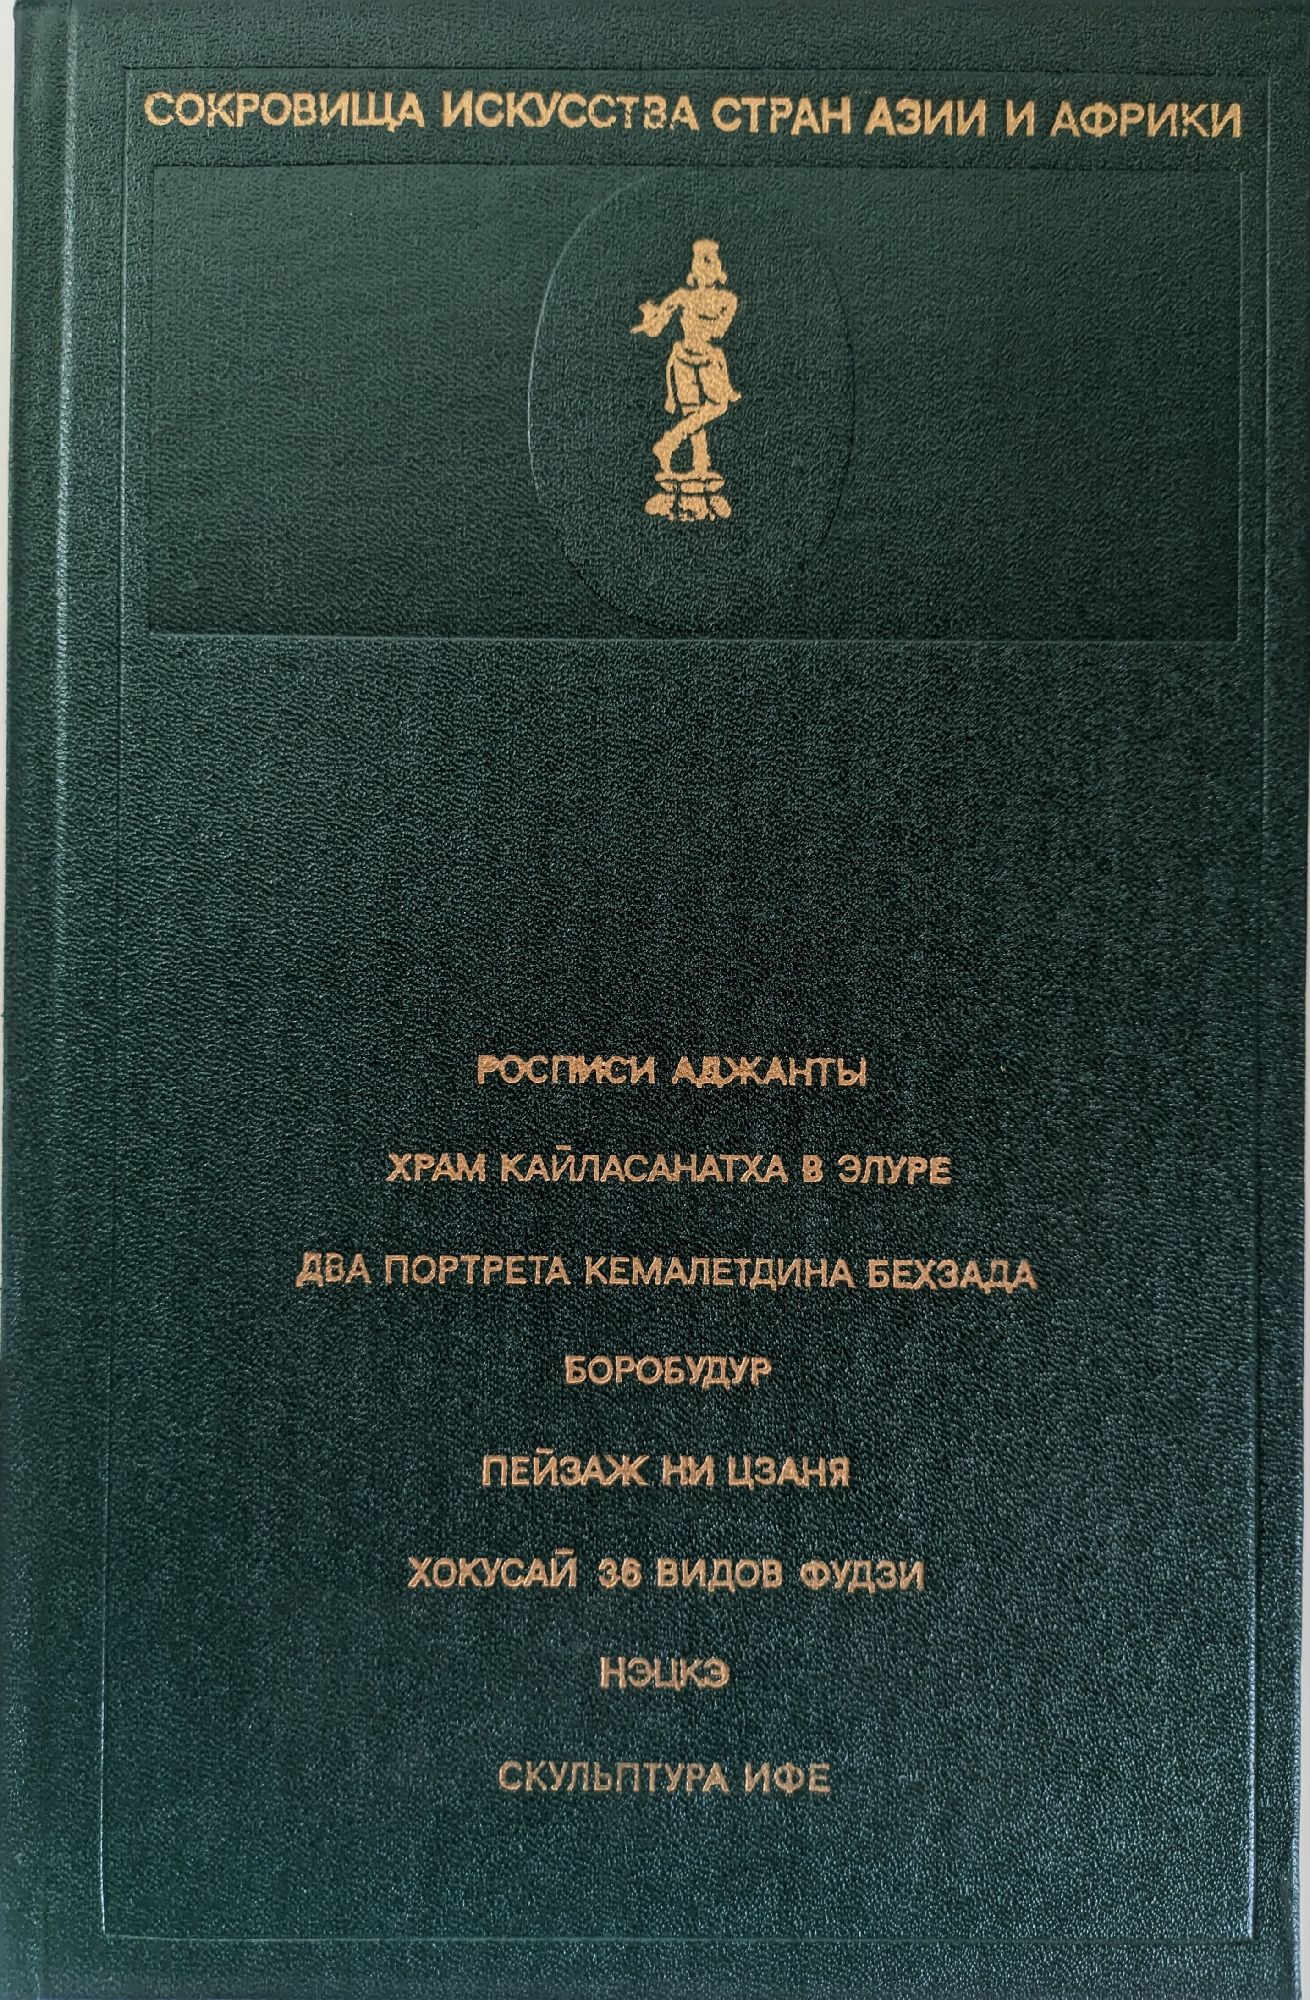 СОКРОВИЩА ИСКУССТВА СТРАН АЗИИ И АФРИКИ
РОСПИСИ АДЖАНТЫ
ХРАМ КАЙЛАСАНАТХА В ЭЛУРЕ
ДВА ПОРТРЕТА КЕМАЛЕТДИНА БЕХЗАДА
БОРОБУДУР
ПЕЙЗАЖ НИ ЦЗАНЯ
ХОКУСАЙ 36 ВИДОВ ФУДЗИ
НЭЦКЭ
СКУЛЬПТУРА ИФЕ